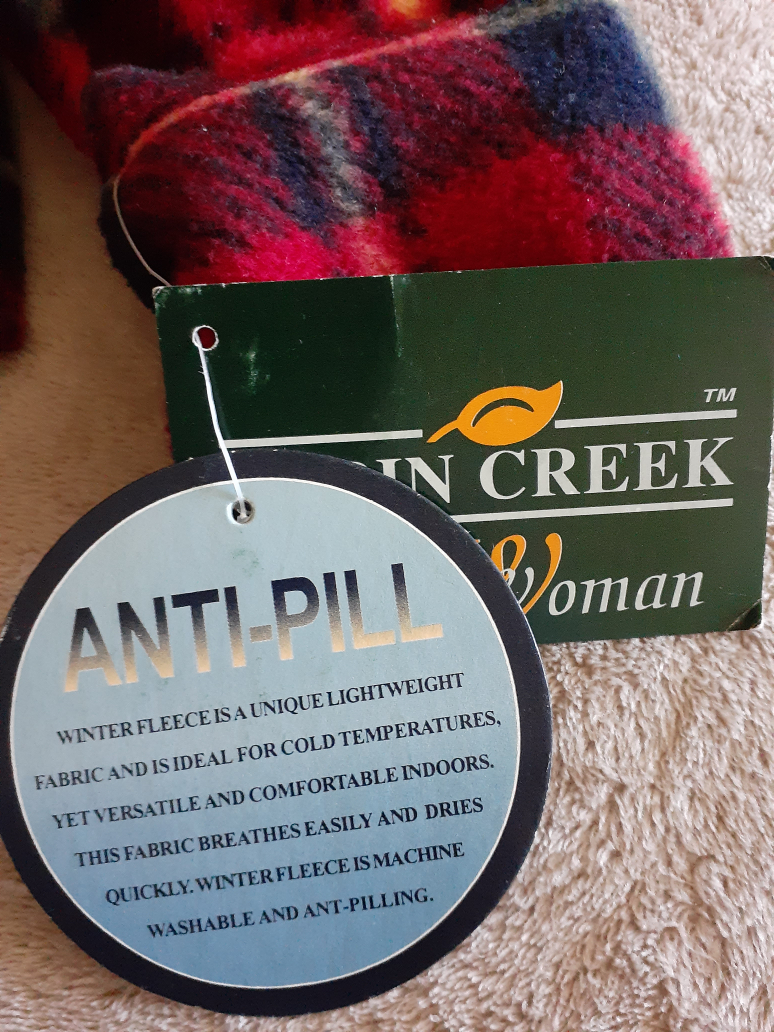 TM
IN CREEK
Woman
ANTI-PILL
WINTER FLEECE IS A UNIQUE LIGHTWEIGHT
FABRIC AND IS IDEAL FOR COLD TEMPERATURES,
YET VERSATILE AND COMFORTABLE INDOORS.
THIS FABRIC BREATHES EASILY AND DRIES
QUICKLY. WINTER FLEECE IS MACHINE
WASHABLE AND ANT-PILLING.